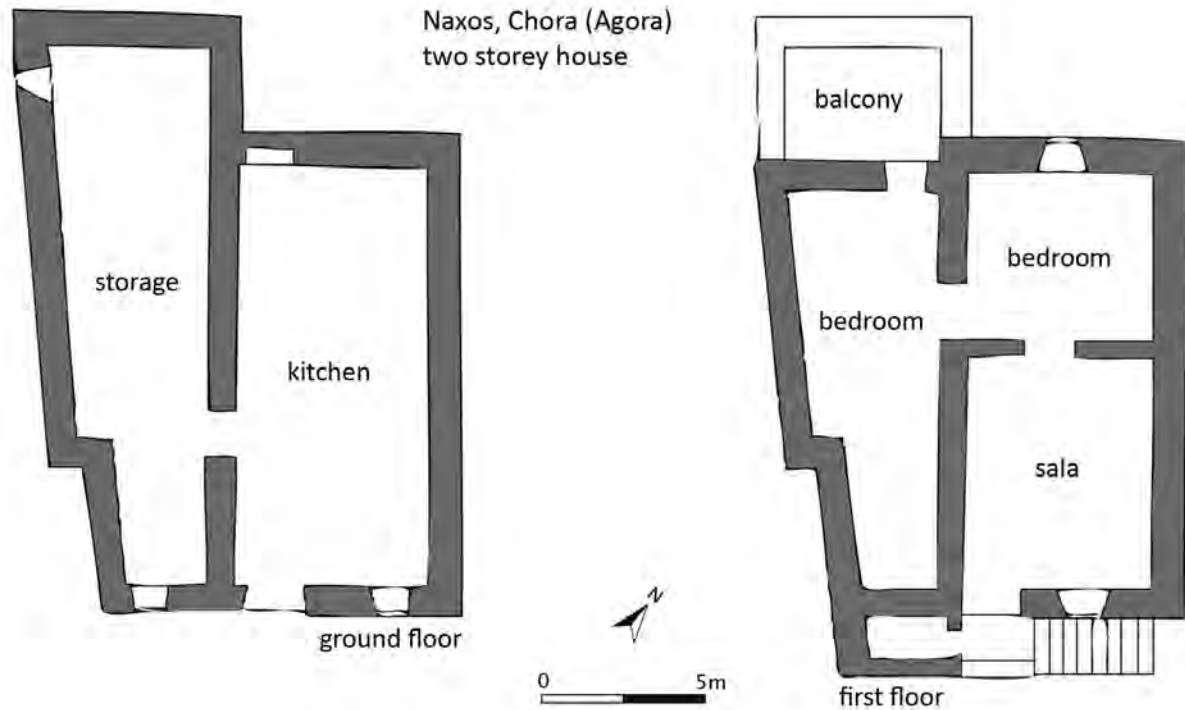 Naxos, Chora (Agora)
two storey house
storage
kitchen
ground floor
balcony
bedroom
bedroom
sala
first floor
N
0 5m